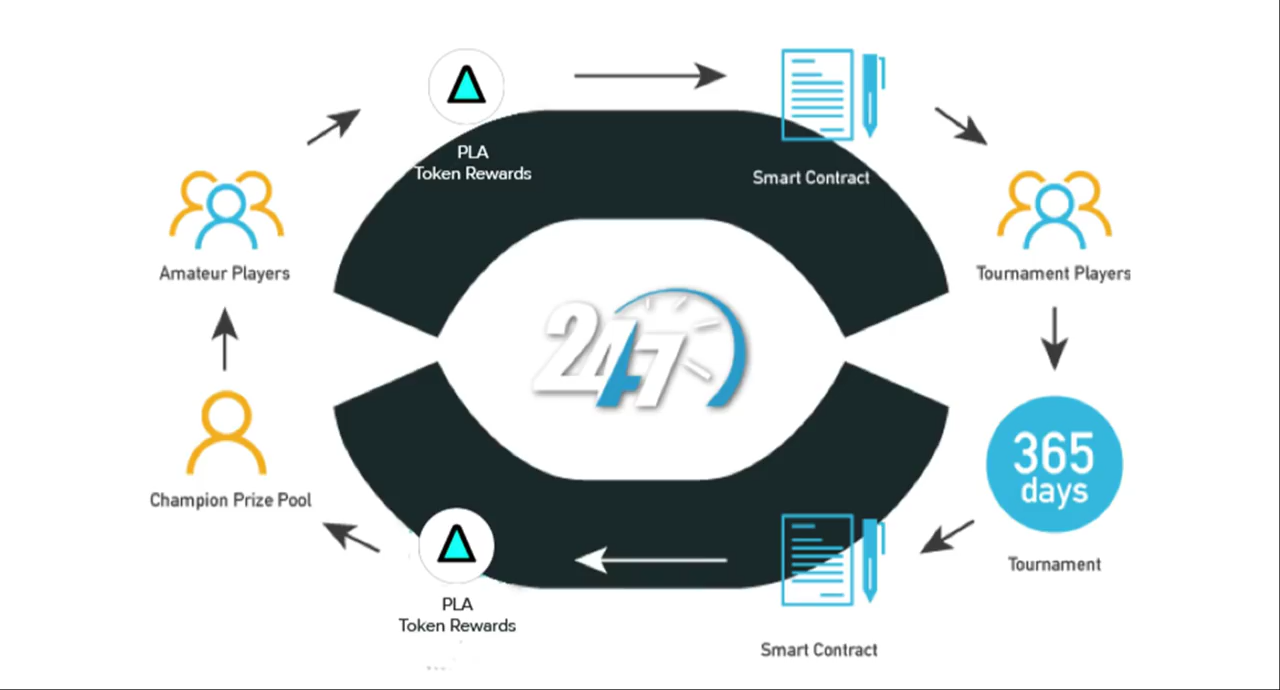 PLA
Token Rewards
Smart Contract
Amateur Players
Tournament Players
24/7
Champion Prize Pool
365
days
Tournament
PLA
Token Rewards
Smart Contract